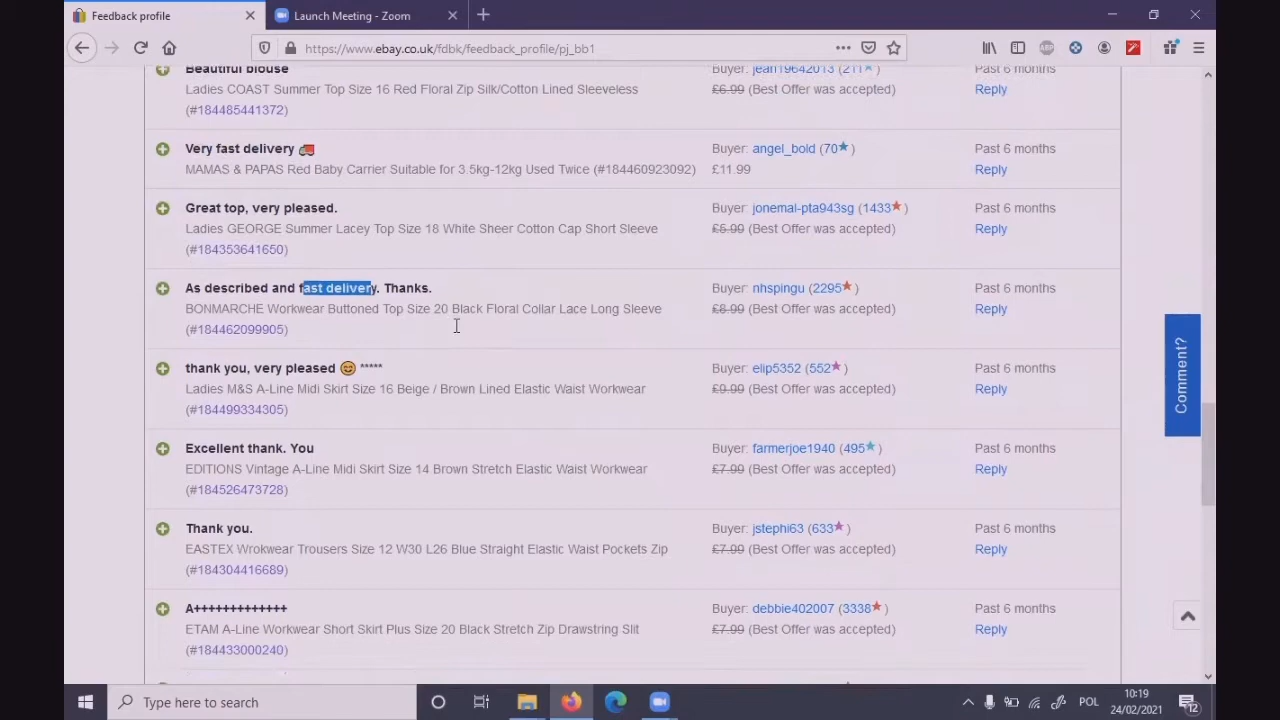 Feedback profile
Launch Meeting - Zoom
https://www.ebay.co.uk/fdbk/feedback_profile/pj_bb1
Beautiful blouse Buyer: jean19642013 (211) Past 6 months
Ladies COAST Summer Top Size 16 Red Floral Zip Silk/Cotton Lined Sleeveless £6.99 (Best Offer was accepted) Reply
(#184485441372)
Very fast delivery 🚚 Buyer: angel_bold (70) Past 6 months
MAMAS & PAPAS Red Baby Carrier Suitable for 3.5kg-12kg Used Twice (#184460923092) £11.99 Reply
Great top, very pleased. Buyer: jonemal-pta943sg (1433) Past 6 months
Ladies GEORGE Summer Lacey Top Size 18 White Sheer Cotton Cap Short Sleeve £5.99 (Best Offer was accepted) Reply
(#184353641650)
As described and fast delivery. Thanks. Buyer: nhspingu (2295) Past 6 months
BONMARCHE Workwear Buttoned Top Size 20 Black Floral Collar Lace Long Sleeve £8.99 (Best Offer was accepted) Reply
(#184462099905)
thank you, very pleased 😊 ***** Buyer: elip5352 (552) Past 6 months
Ladies M&S A-Line Midi Skirt Size 16 Beige / Brown Lined Elastic Waist Workwear £9.99 (Best Offer was accepted) Reply
(#184499334305)
Excellent thank. You Buyer: farmerjoe1940 (495) Past 6 months
EDITIONS Vintage A-Line Midi Skirt Size 14 Brown Stretch Elastic Waist Workwear £7.99 (Best Offer was accepted) Reply
(#184526473728)
Thank you. Buyer: jstephi63 (633) Past 6 months
EASTEX Wrokwear Trousers Size 12 W30 L26 Blue Straight Elastic Waist Pockets Zip £7.99 (Best Offer was accepted) Reply
(#184304416689)
A+++++++++++++ Buyer: debbie402007 (3338) Past 6 months
ETAM A-Line Workwear Short Skirt Plus Size 20 Black Stretch Zip Drawstring Slit £7.99 (Best Offer was accepted) Reply
(#184433000240)
Comment?
Type here to search
POL
10:19
24/02/2021
12